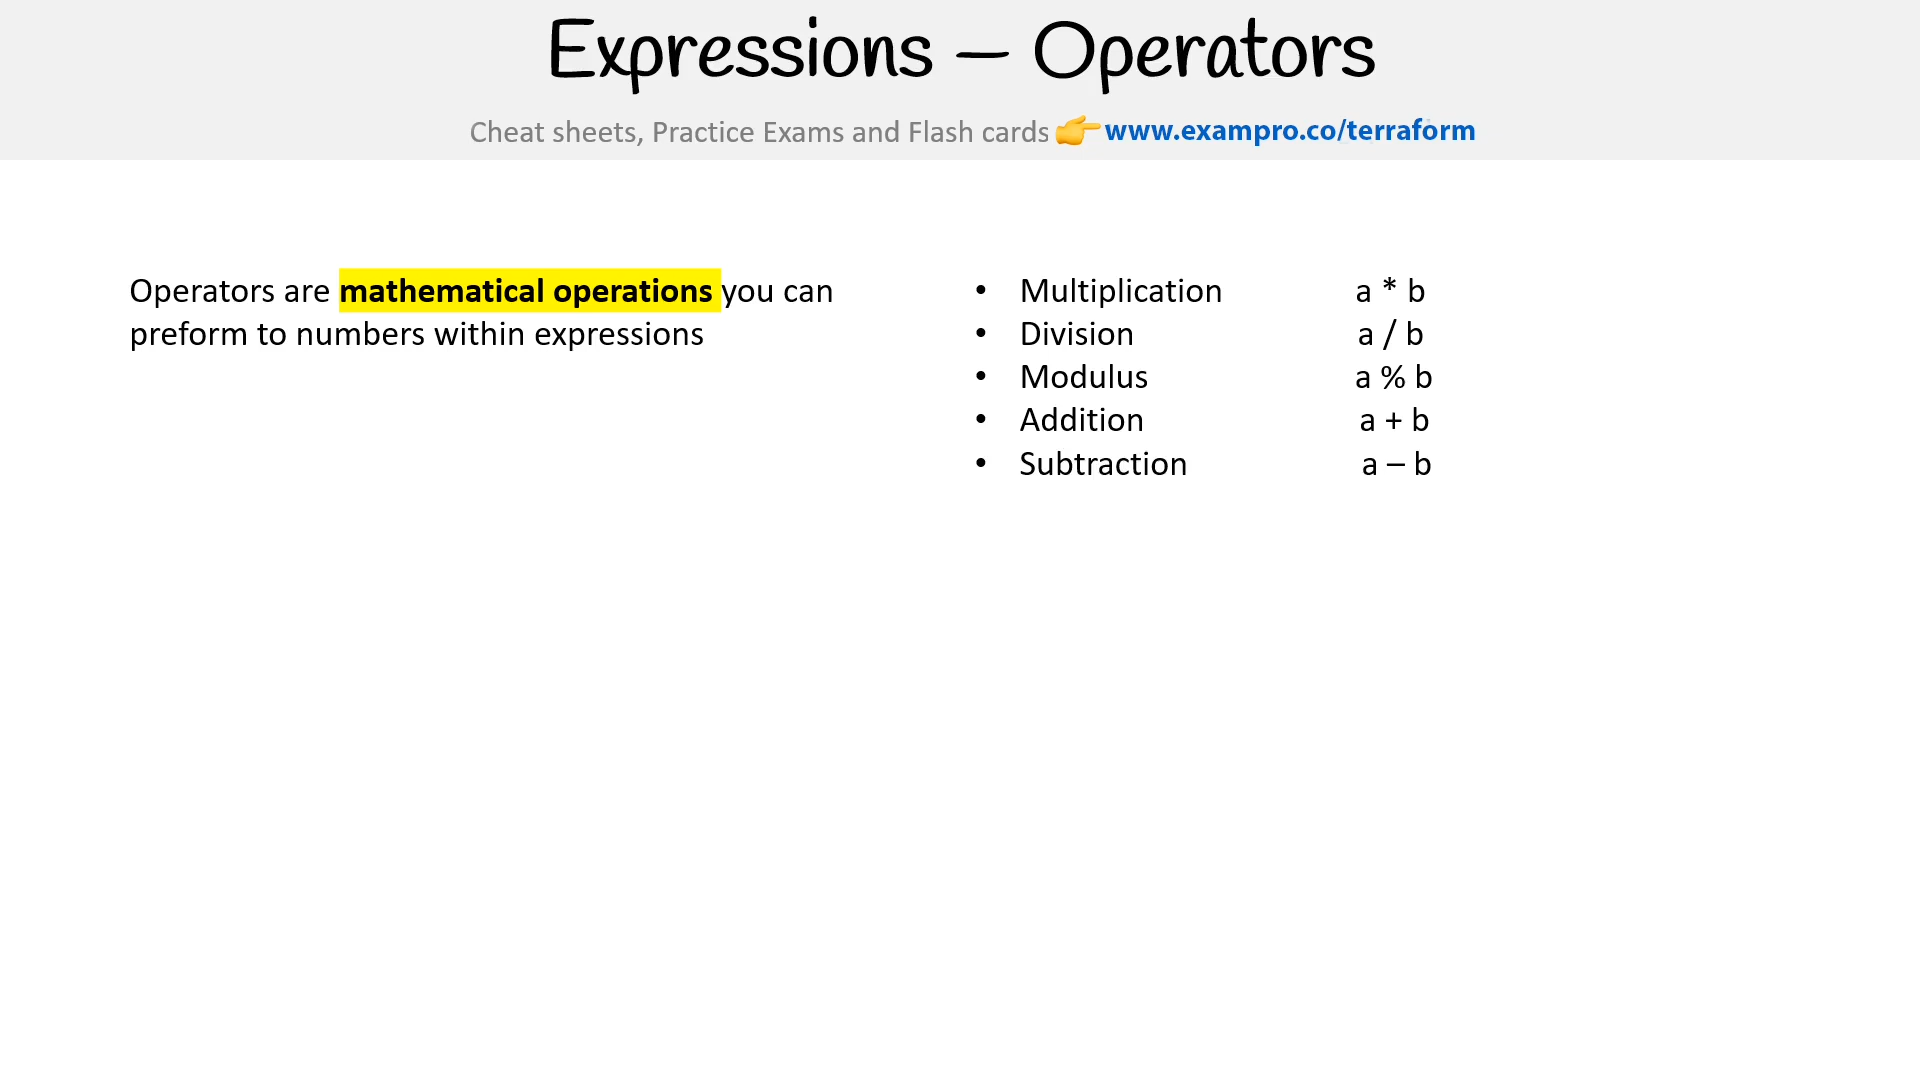 Expressions – Operators
Cheat sheets, Practice Exams and Flash cards 👉 www.exampro.co/terraform
Operators are mathematical operations you can
preform to numbers within expressions
• Multiplication a * b
• Division a / b
• Modulus a % b
• Addition a + b
• Subtraction a – b